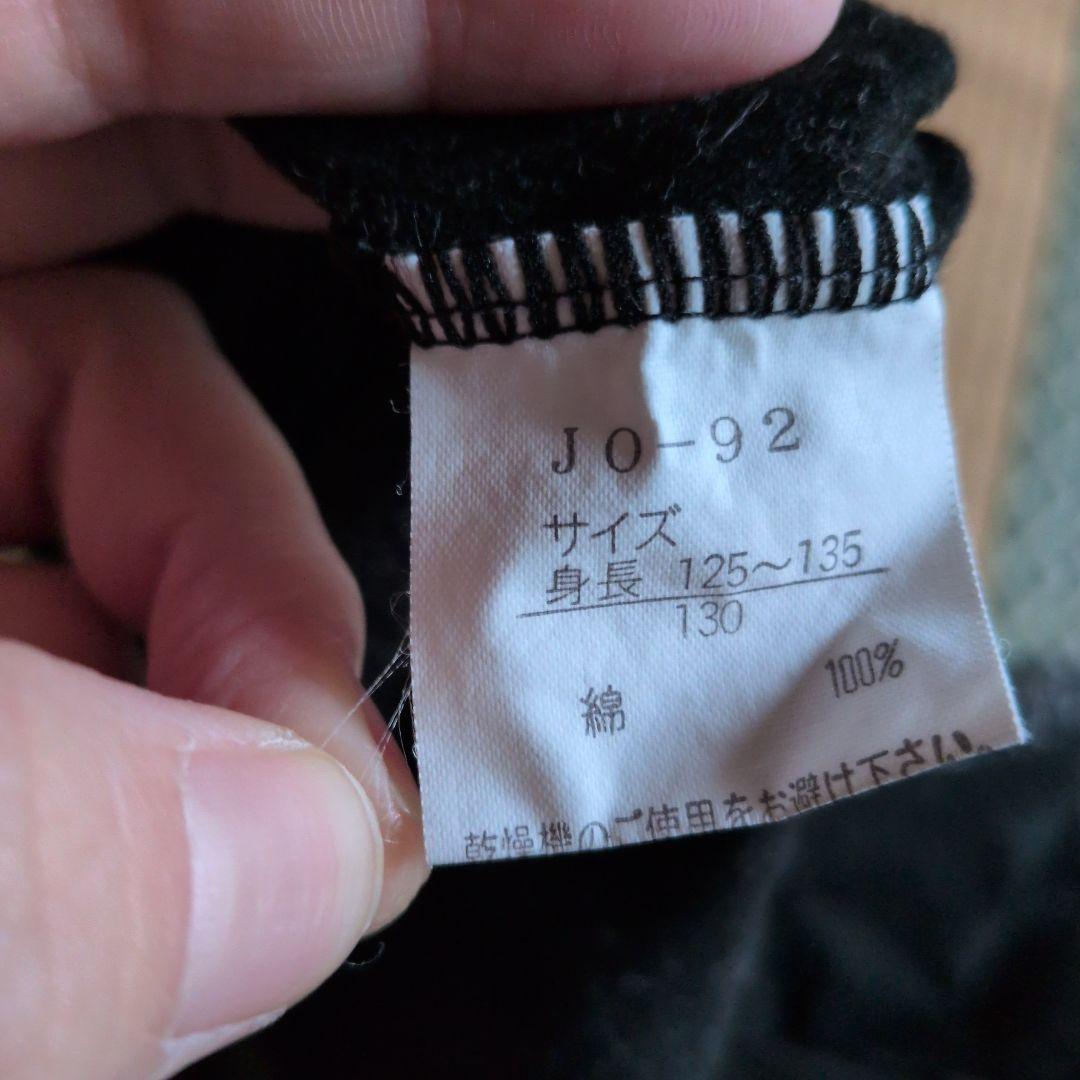 JO-92
サイズ
身長 125～135
130
綿 100%
乾燥機のご使用をお避け下さい。